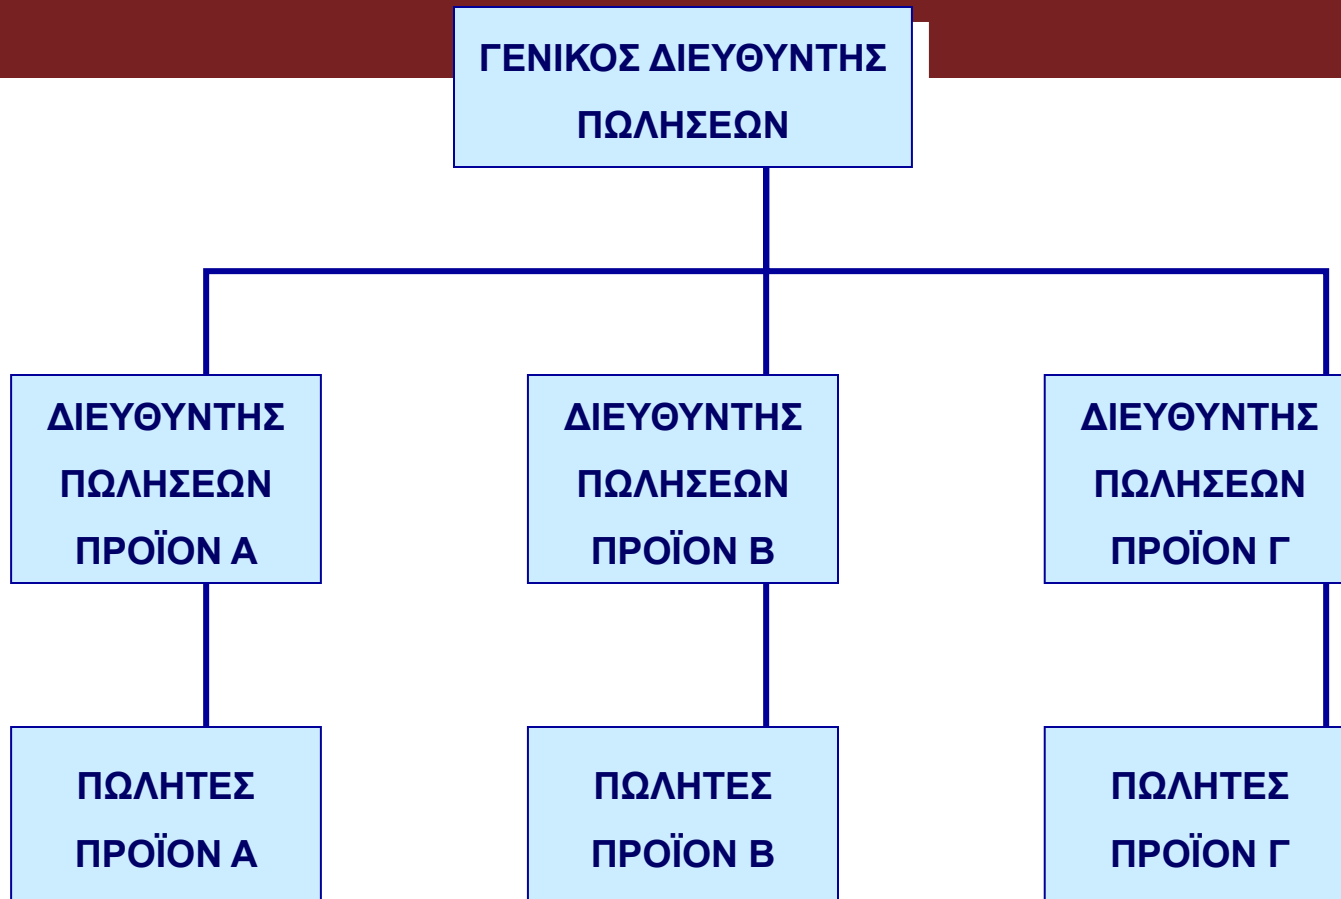 ΓΕΝΙΚΟΣ ΔΙΕΥΘΥΝΤΗΣ
ΠΩΛΗΣΕΩΝ
ΔΙΕΥΘΥΝΤΗΣ
ΠΩΛΗΣΕΩΝ
ΠΡΟΪΟΝ Α
ΔΙΕΥΘΥΝΤΗΣ
ΠΩΛΗΣΕΩΝ
ΠΡΟΪΟΝ Β
ΔΙΕΥΘΥΝΤΗΣ
ΠΩΛΗΣΕΩΝ
ΠΡΟΪΟΝ Γ
ΠΩΛΗΤΕΣ
ΠΡΟΪΟΝ Α
ΠΩΛΗΤΕΣ
ΠΡΟΪΟΝ Β
ΠΩΛΗΤΕΣ
ΠΡΟΪΟΝ Γ